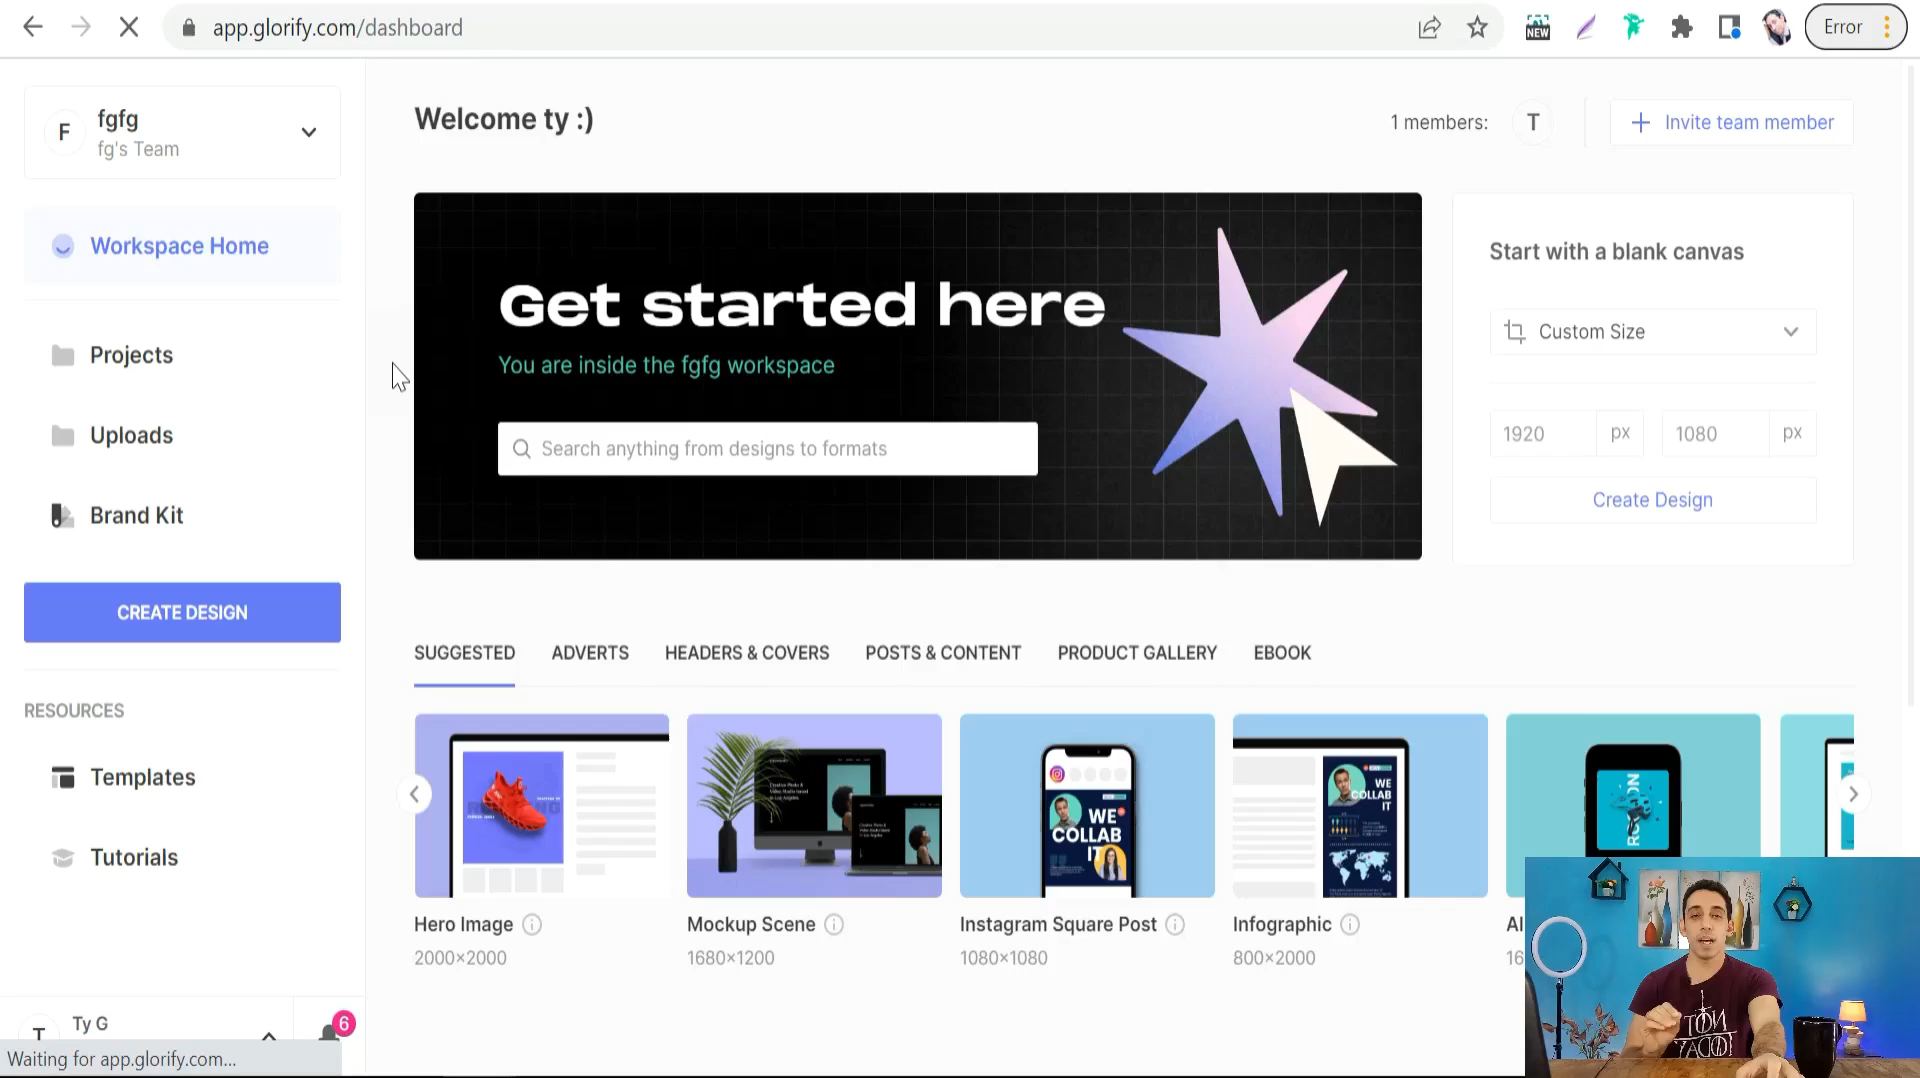 app.glorify.com/dashboard
NEW
Error
F
fgfg
fg's Team
Welcome ty :)
1 members:
T
Invite team member
Workspace Home
Projects
Uploads
Brand Kit
CREATE DESIGN
RESOURCES
Templates
Tutorials
Get started here
You are inside the fgfg workspace
Search anything from designs to formats
Start with a blank canvas
Custom Size
1920 px 1080 px
Create Design
SUGGESTED ADVERTS HEADERS & COVERS POSTS & CONTENT PRODUCT GALLERY EBOOK
WE
COLLAB
IT
WE
COLLAB
IT
Hero Image
2000×2000
Mockup Scene
1680×1200
Instagram Square Post
1080×1080
Infographic
800×2000
NOT
TODAY
T
Ty G
6
Waiting for app.glorify.com...